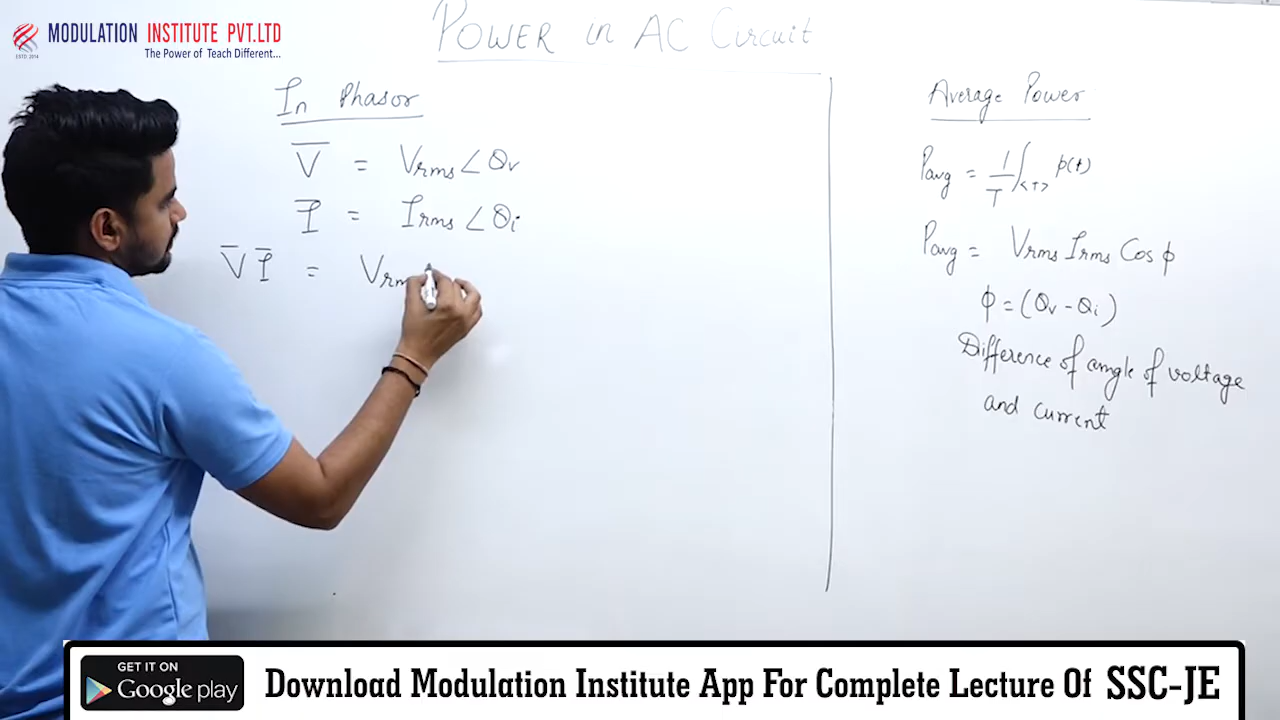 MODULATION INSTITUTE PVT.LTD
The Power of Teach Different...
ESTD. 2014
POWER in AC Circuit
In Phasor
V̅ = Vrms∠θv
I̅ = Irms∠θi
V̅ I̅ = Vrm
Average Power
Pavg = 1/T ∫<T> p(t)
Pavg = Vrms Irms Cos ϕ
ϕ = (θv - θi)
Difference of angle of voltage
and current
GET IT ON
Google play
Download Modulation Institute App For Complete Lecture Of SSC-JE